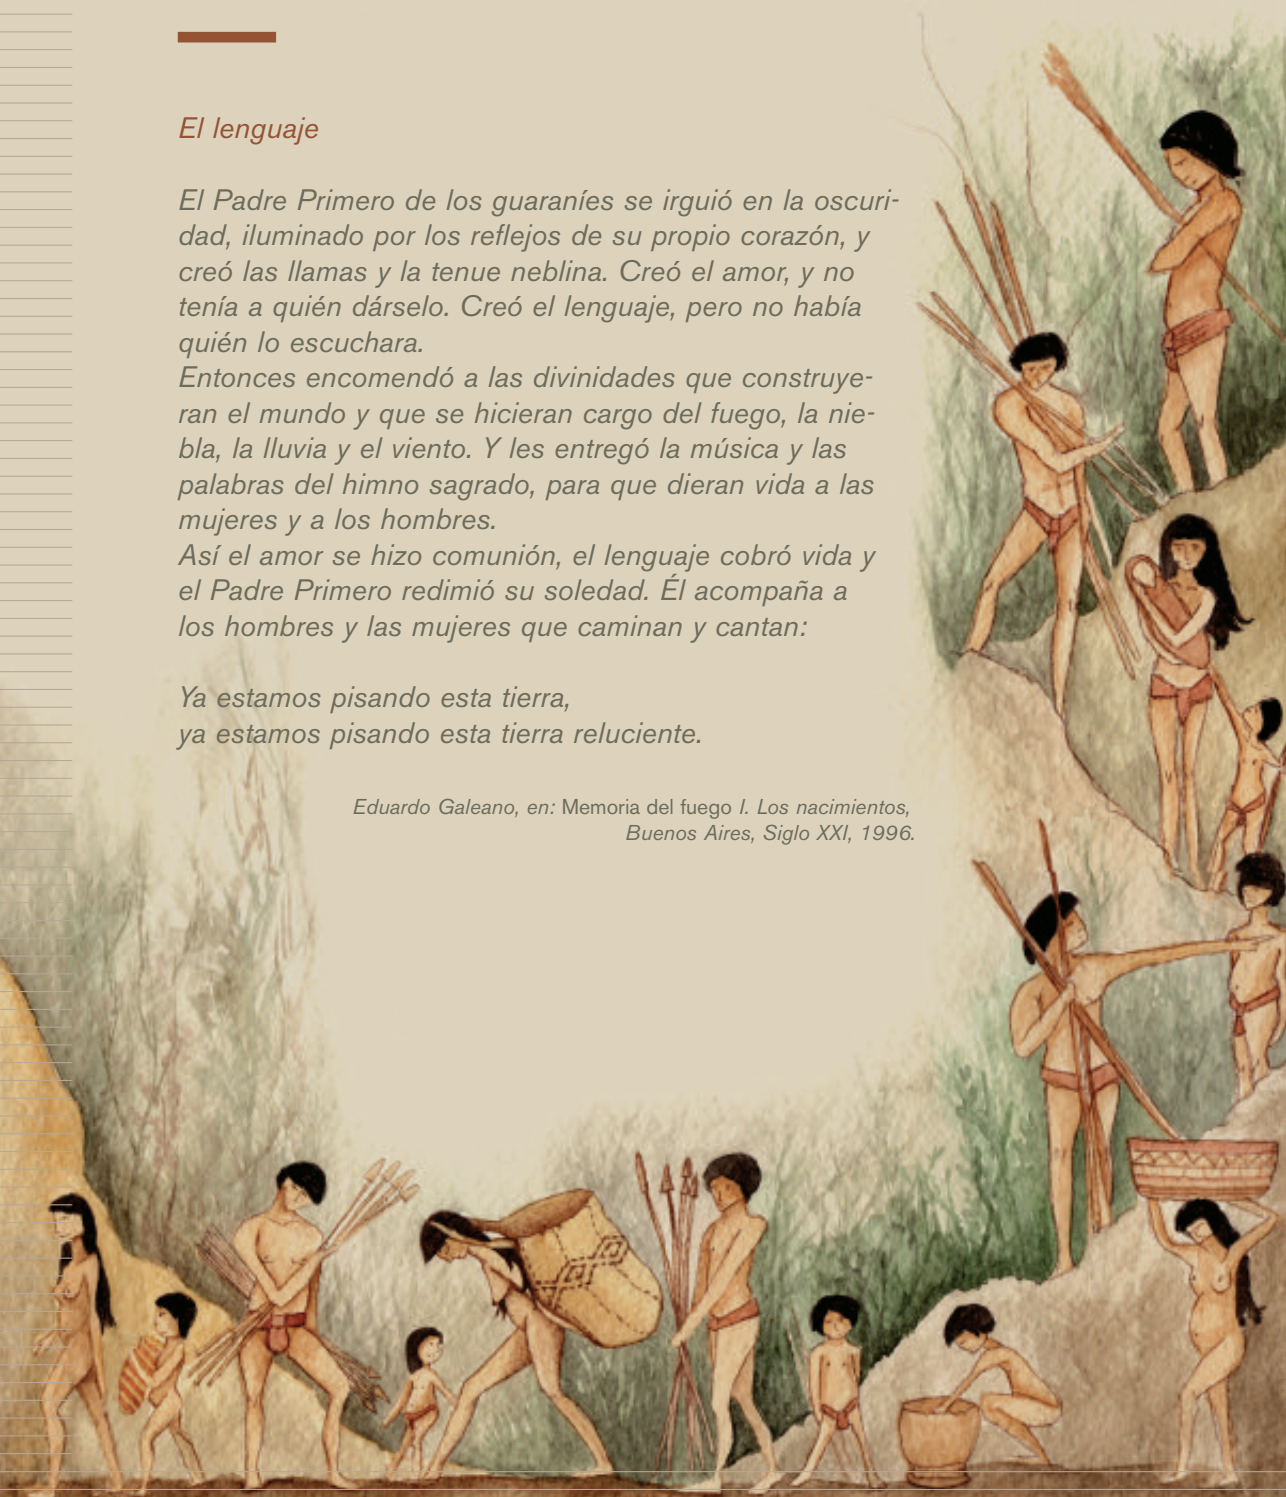 El lenguaje
El Padre Primero de los guaraníes se irguió en la oscuri-
dad, iluminado por los reflejos de su propio corazón, y
creó las llamas y la tenue neblina. Creó el amor, y no
tenía a quién dárselo. Creó el lenguaje, pero no había
quién lo escuchara.
Entonces encomendó a las divinidades que construye-
ran el mundo y que se hicieran cargo del fuego, la nie-
bla, la lluvia y el viento. Y les entregó la música y las
palabras del himno sagrado, para que dieran vida a las
mujeres y a los hombres.
Así el amor se hizo comunión, el lenguaje cobró vida y
el Padre Primero redimió su soledad. Él acompaña a
los hombres y las mujeres que caminan y cantan:
Ya estamos pisando esta tierra,
ya estamos pisando esta tierra reluciente.
Eduardo Galeano, en: Memoria del fuego I. Los nacimientos,
Buenos Aires, Siglo XXI, 1996.